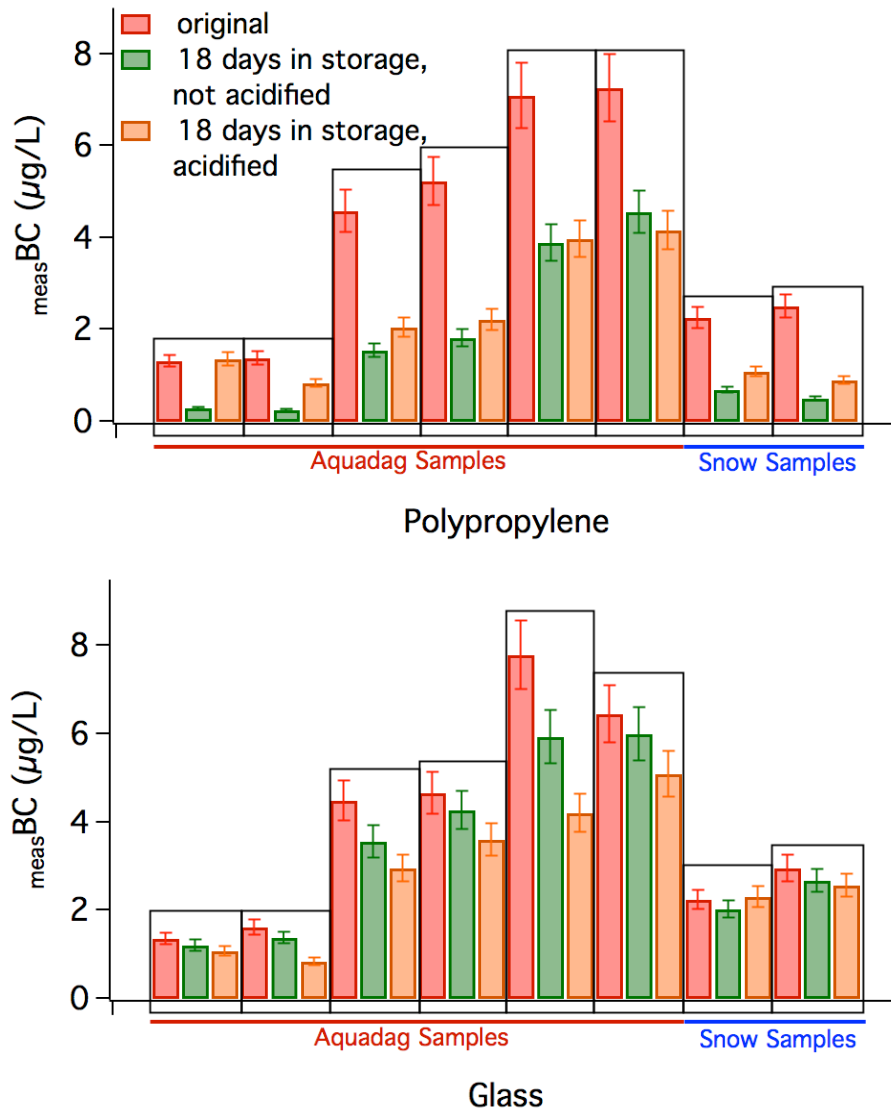 original
18 days in storage,
not acidified
18 days in storage,
acidified
measBC (µg/L)
8
6
4
2
0
Aquadag Samples
Snow Samples
Polypropylene
measBC (µg/L)
8
6
4
2
0
Aquadag Samples
Snow Samples
Glass